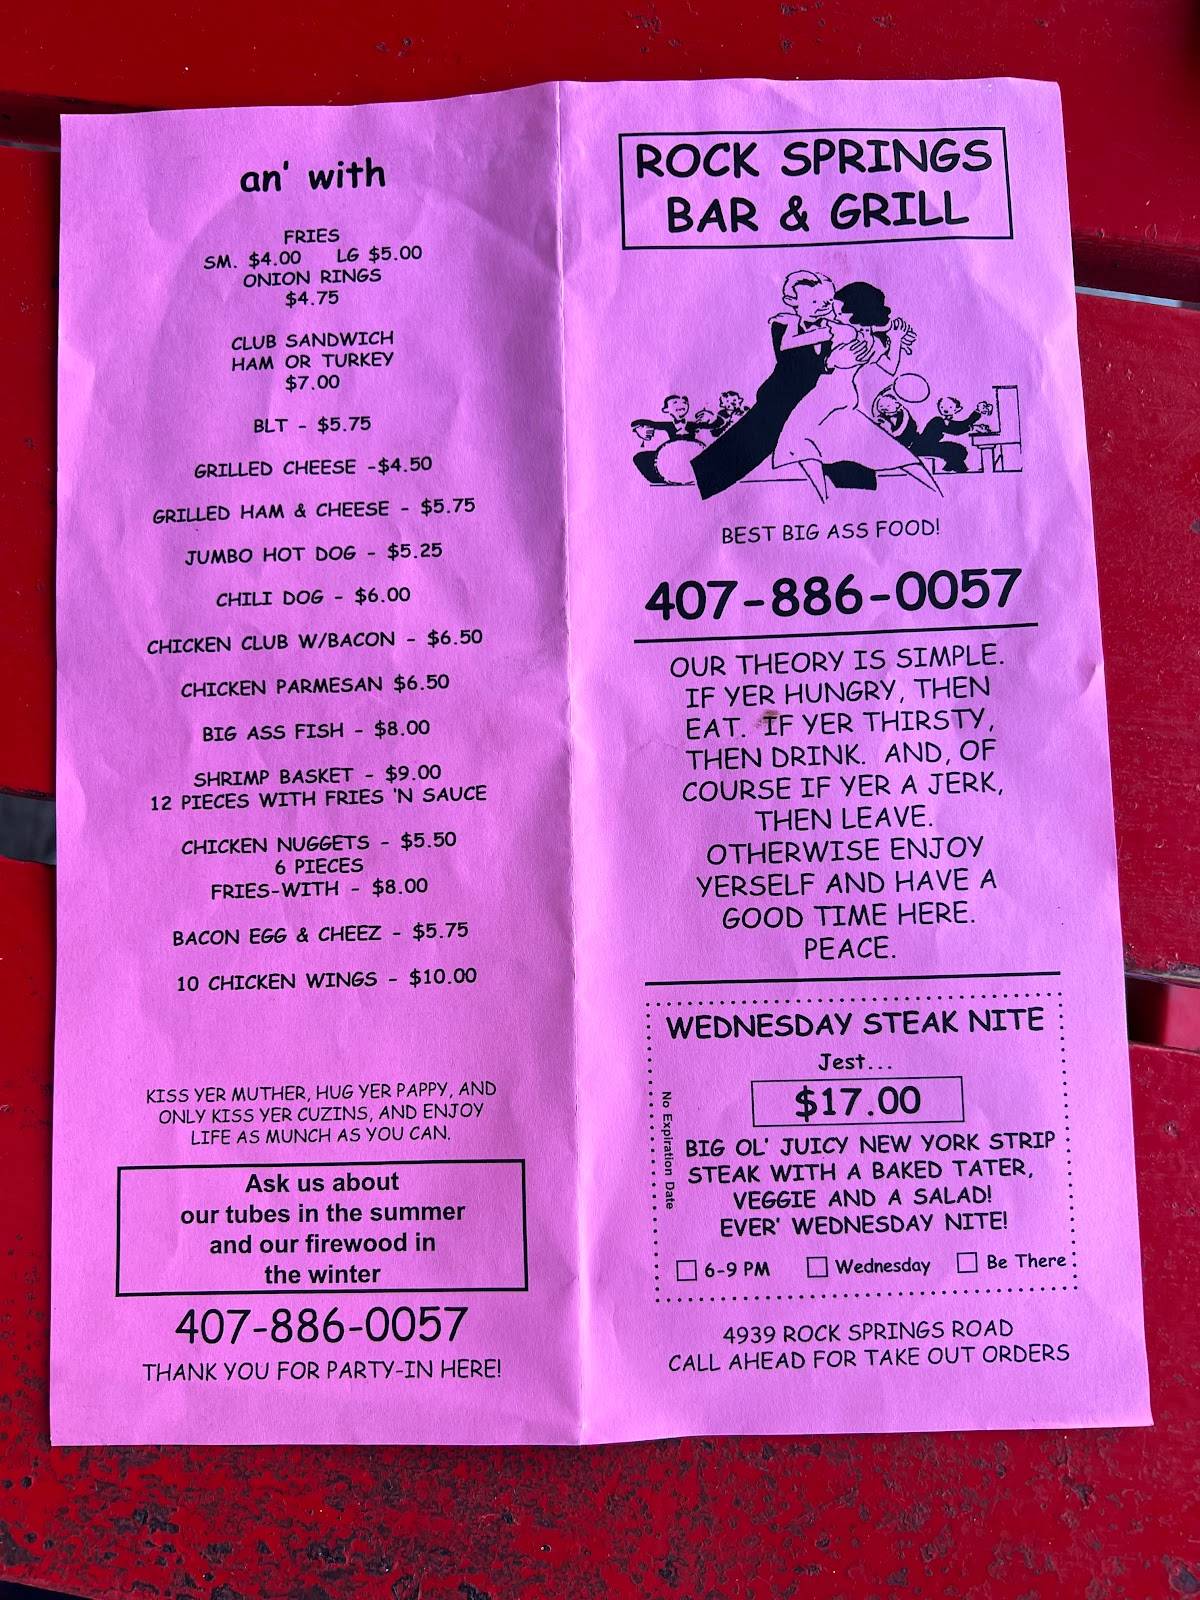 an' with
FRIES
SM. $4.00 LG $5.00
ONION RINGS
$4.75
CLUB SANDWICH
HAM OR TURKEY
$7.00
BLT - $5.75
GRILLED CHEESE -$4.50
GRILLED HAM & CHEESE - $5.75
JUMBO HOT DOG - $5.25
CHILI DOG - $6.00
CHICKEN CLUB W/BACON - $6.50
CHICKEN PARMESAN $6.50
BIG ASS FISH - $8.00
SHRIMP BASKET - $9.00
12 PIECES WITH FRIES 'N SAUCE
CHICKEN NUGGETS - $5.50
6 PIECES
FRIES-WITH - $8.00
BACON EGG & CHEEZ - $5.75
10 CHICKEN WINGS - $10.00
KISS YER MUTHER, HUG YER PAPPY, AND
ONLY KISS YER CUZINS, AND ENJOY
LIFE AS MUNCH AS YOU CAN.
Ask us about
our tubes in the summer
and our firewood in
the winter
407-886-0057
THANK YOU FOR PARTY-IN HERE!
ROCK SPRINGS
BAR & GRILL
BEST BIG ASS FOOD!
407-886-0057
OUR THEORY IS SIMPLE.
IF YER HUNGRY, THEN
EAT. IF YER THIRSTY,
THEN DRINK. AND, OF
COURSE IF YER A JERK,
THEN LEAVE.
OTHERWISE ENJOY
YERSELF AND HAVE A
GOOD TIME HERE.
PEACE.
WEDNESDAY STEAK NITE
Jest...
$17.00
No Expiration Date
BIG OL' JUICY NEW YORK STRIP
STEAK WITH A BAKED TATER,
VEGGIE AND A SALAD!
EVER' WEDNESDAY NITE!
6-9 PM Wednesday Be There
4939 ROCK SPRINGS ROAD
CALL AHEAD FOR TAKE OUT ORDERS